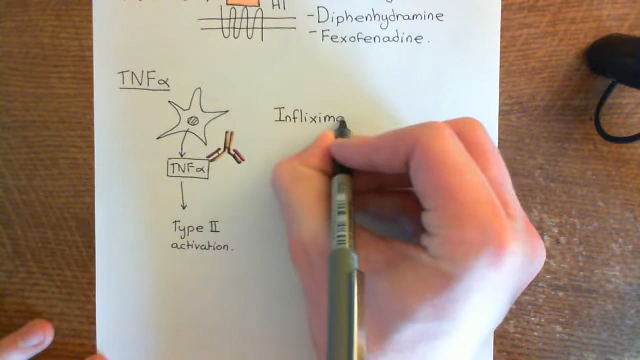 H1
-Diphenhydramine
-Fexofenadine.
TNFα
Inflixima
TNFα
Type II
activation.